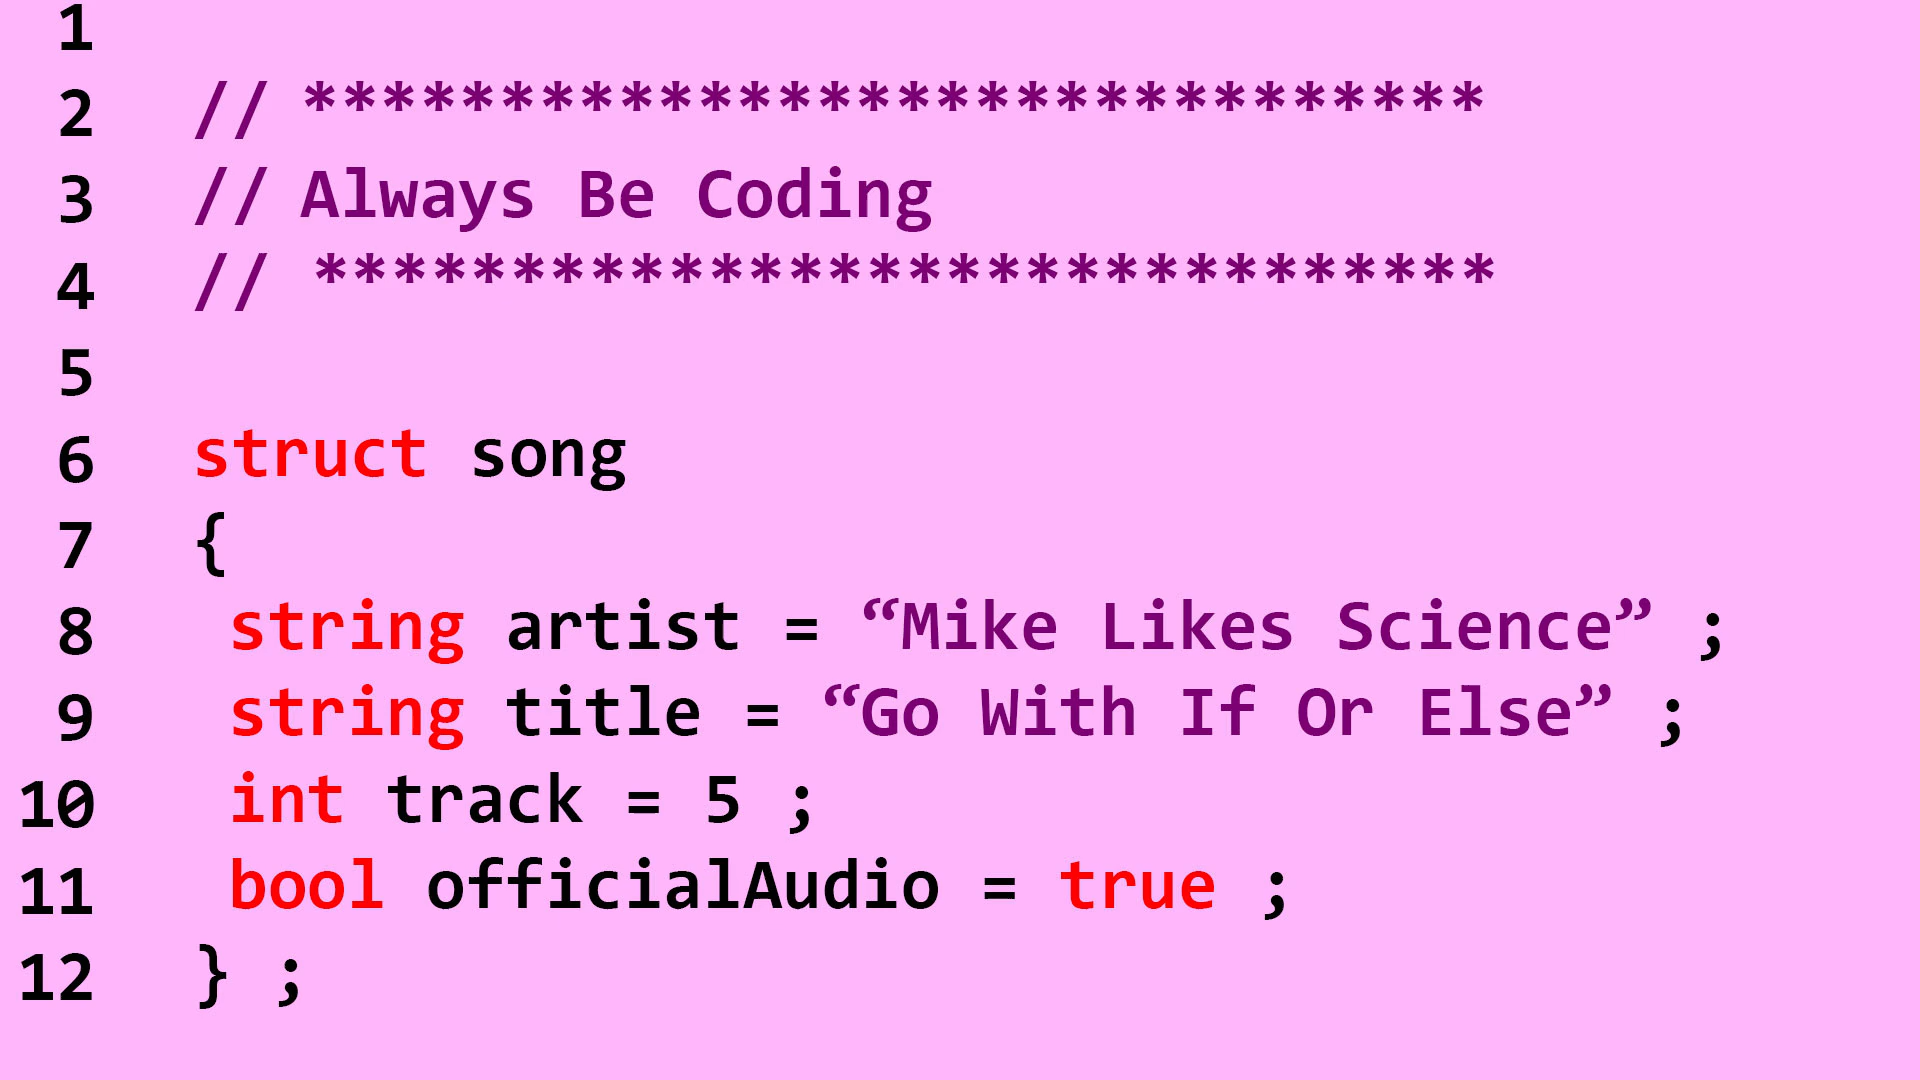 1
2 // ******************************
3 // Always Be Coding
4 // ******************************
5
6 struct song
7 {
8 string artist = “Mike Likes Science” ;
9 string title = “Go With If Or Else” ;
10 int track = 5 ;
11 bool officialAudio = true ;
12 } ;